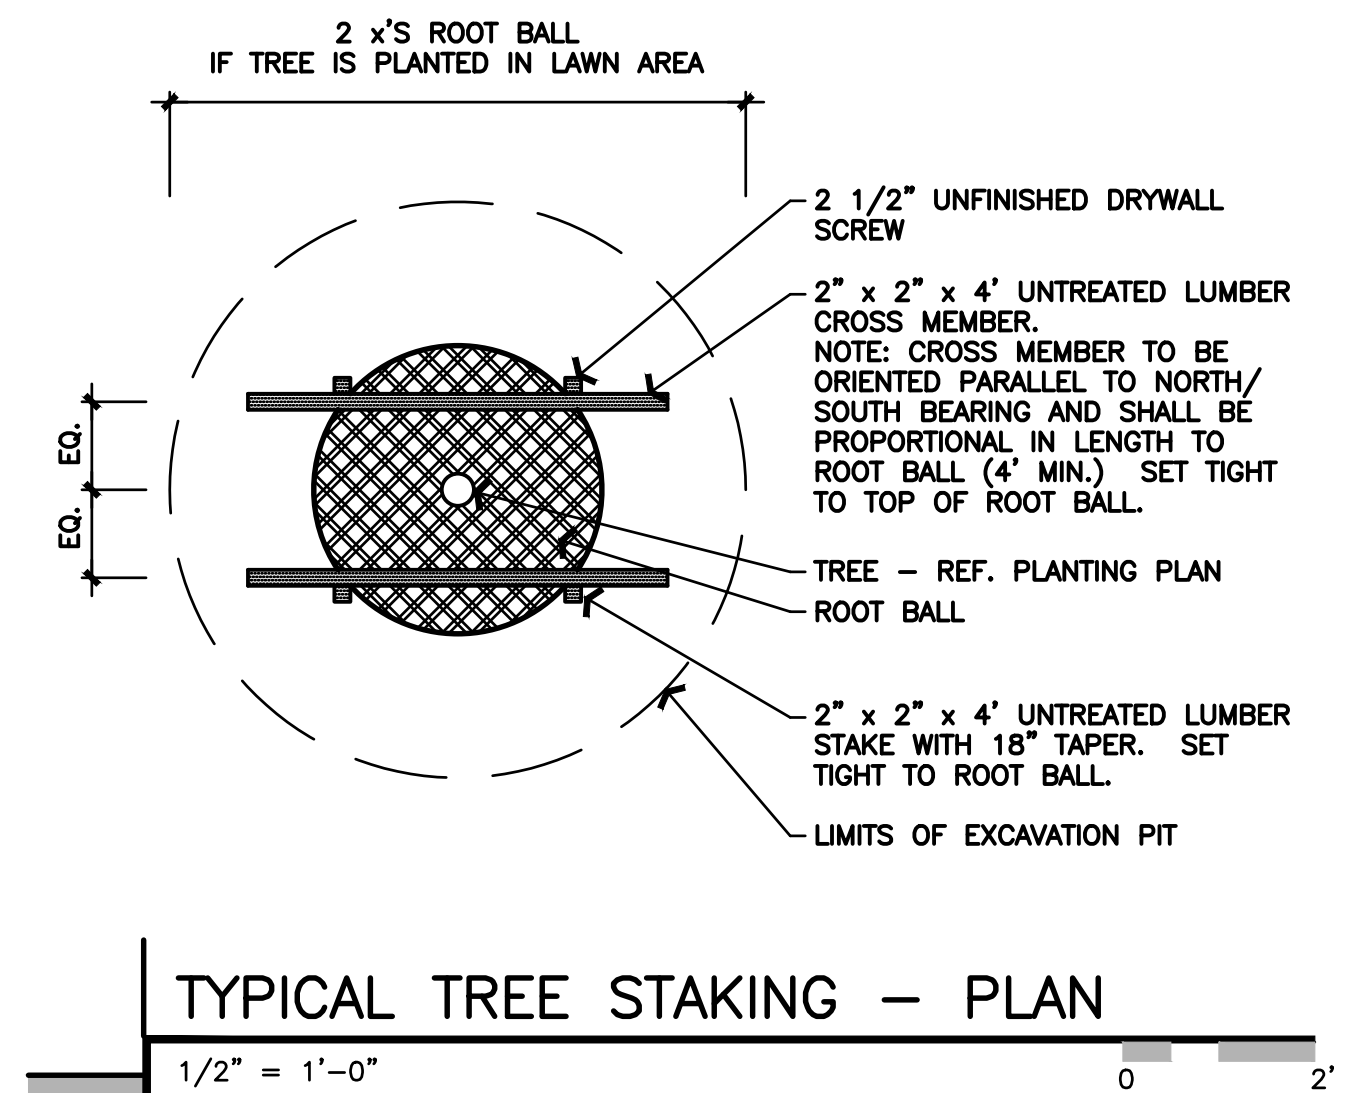 2 x'S ROOT BALL
IF TREE IS PLANTED IN LAWN AREA
2 1/2" UNFINISHED DRYWALL
SCREW
2" x 2" x 4' UNTREATED LUMBER
CROSS MEMBER.
NOTE: CROSS MEMBER TO BE
ORIENTED PARALLEL TO NORTH/
SOUTH BEARING AND SHALL BE
PROPORTIONAL IN LENGTH TO
ROOT BALL (4' MIN.) SET TIGHT
TO TOP OF ROOT BALL.
EQ.
EQ.
TREE – REF. PLANTING PLAN
ROOT BALL
2" x 2" x 4' UNTREATED LUMBER
STAKE WITH 18" TAPER. SET
TIGHT TO ROOT BALL.
LIMITS OF EXCAVATION PIT
TYPICAL TREE STAKING – PLAN
1/2" = 1'-0"
0 2'